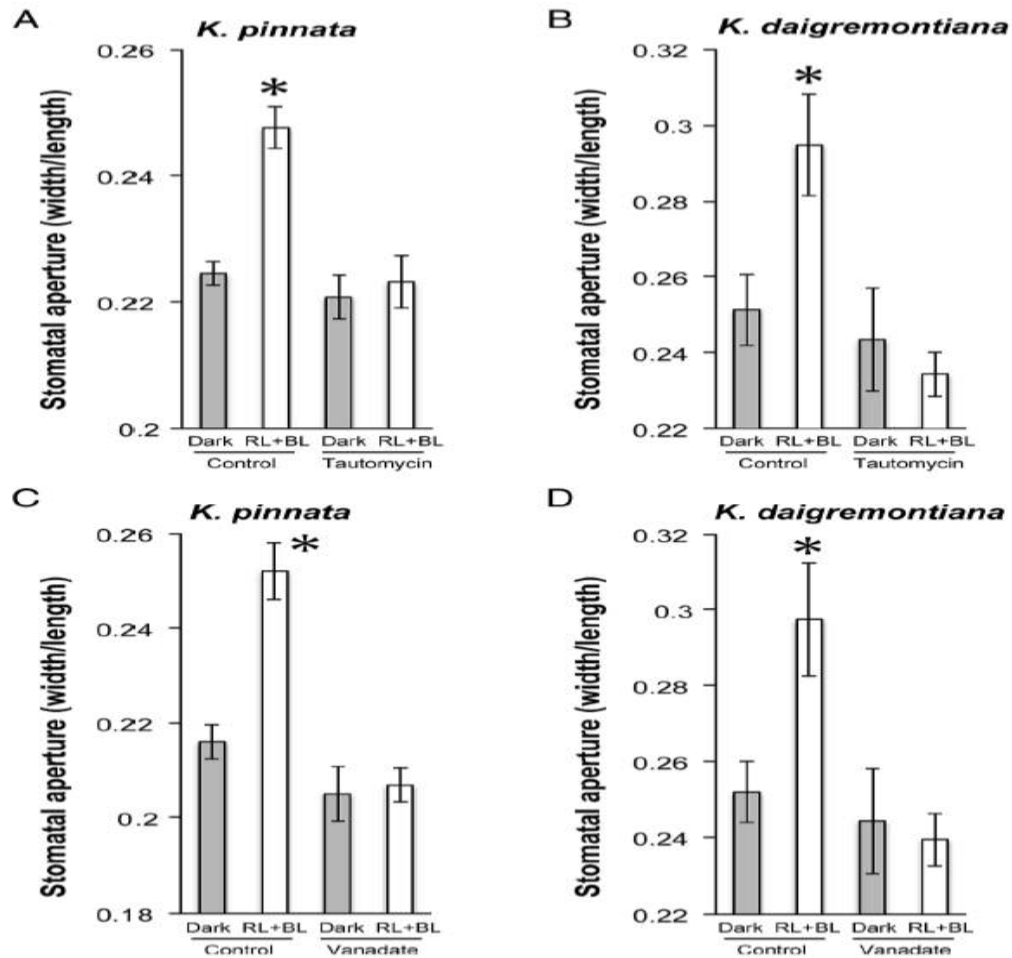 A
K. pinnata
Stomatal aperture (width/length)
0.26
*
0.24
0.22
0.2
Dark RL+BL Dark RL+BL
Control Tautomycin
B
K. daigremontiana
Stomatal aperture (width/length)
0.32
*
0.3
0.28
0.26
0.24
0.22
Dark RL+BL Dark RL+BL
Control Tautomycin
C
K. pinnata
Stomatal aperture (width/length)
0.26
*
0.24
0.22
0.2
0.18
Dark RL+BL Dark RL+BL
Control Vanadate
D
K. daigremontiana
Stomatal aperture (width/length)
0.32
*
0.3
0.28
0.26
0.24
0.22
Dark RL+BL Dark RL+BL
Control Vanadate